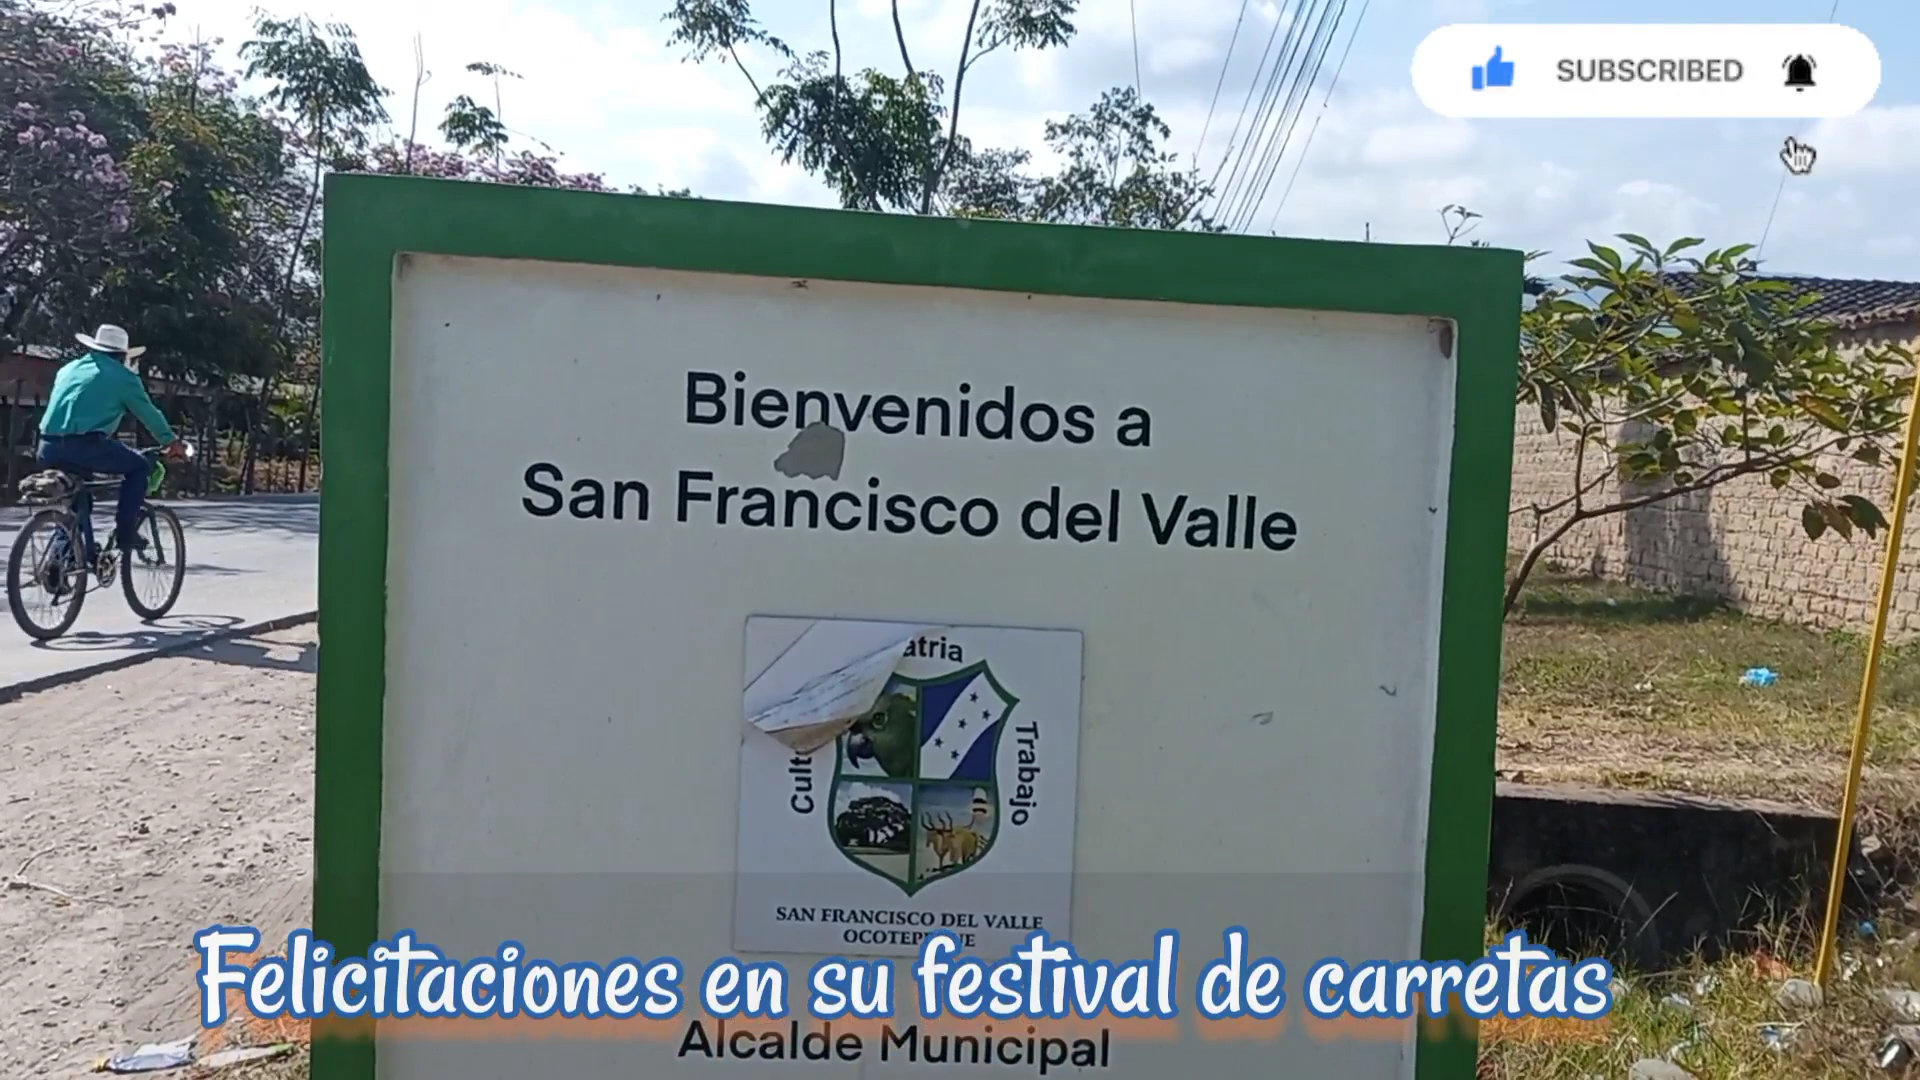 SUBSCRIBED
Bienvenidos a
San Francisco del Valle
Trabajo
SAN FRANCISCO DEL VALLE
Felicitaciones en su festival de carretas
Alcalde Municipal